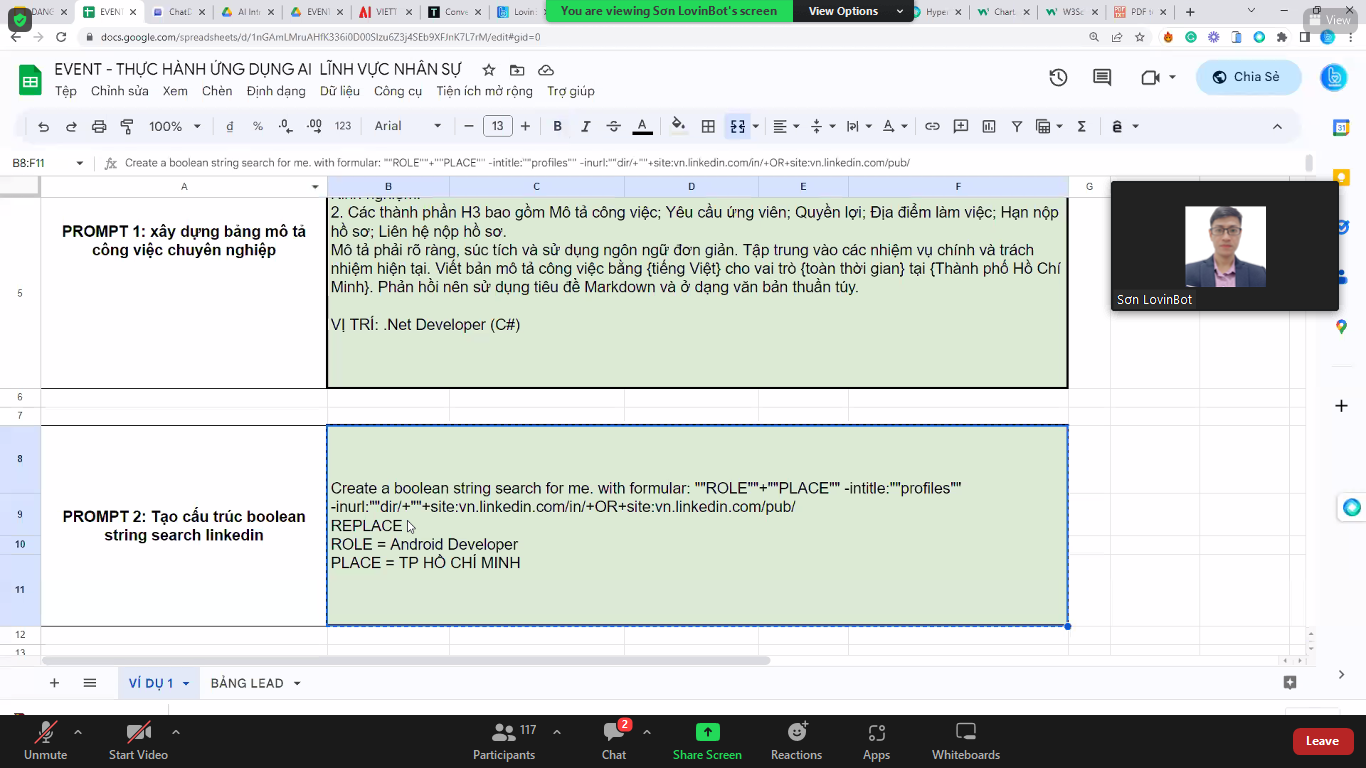 EVENT
ChatD
AI Inte
EVENT
VIETT
Conve
Lovin
You are viewing Sơn LovinBot's screen
View Options
Hyper
Chart
W3Sc
PDF to
View
docs.google.com/spreadsheets/d/1nGAmLMruAHfK336i0D00Slzu6Z3j4SEb9XFJnK7L7rM/edit#gid=0
EVENT - THỰC HÀNH ỨNG DỤNG AI LĨNH VỰC NHÂN SỰ
Chia Sẻ
Tệp Chỉnh sửa Xem Chèn Định dạng Dữ liệu Công cụ Tiện ích mở rộng Trợ giúp
100% đ % .0 .00 123 Arial 13 B I A
B8:F11
fx Create a boolean string search for me. with formular: ""ROLE""+""PLACE"" -intitle:""profiles"" -inurl:""dir/+""+site:vn.linkedin.com/in/+OR+site:vn.linkedin.com/pub/
A B C D E F G
5
PROMPT 1: xây dựng bảng mô tả
công việc chuyên nghiệp
2. Các thành phần H3 bao gồm Mô tả công việc; Yêu cầu ứng viên; Quyền lợi; Địa điểm làm việc; Hạn nộp
hồ sơ; Liên hệ nộp hồ sơ.
Mô tả phải rõ ràng, súc tích và sử dụng ngôn ngữ đơn giản. Tập trung vào các nhiệm vụ chính và trách
nhiệm hiện tại. Viết bản mô tả công việc bằng {tiếng Việt} cho vai trò {toàn thời gian} tại {Thành phố Hồ Chí
Minh}. Phản hồi nên sử dụng tiêu đề Markdown và ở dạng văn bản thuần túy.
VỊ TRÍ: .Net Developer (C#)
Sơn LovinBot
6
7
8
9
10
11
12
13
PROMPT 2: Tạo cấu trúc boolean
string search linkedin
Create a boolean string search for me. with formular: ""ROLE""+""PLACE"" -intitle:""profiles""
-inurl:""dir/+""+site:vn.linkedin.com/in/+OR+site:vn.linkedin.com/pub/
REPLACE
ROLE = Android Developer
PLACE = TP HỒ CHÍ MINH
VÍ DỤ 1
BẢNG LEAD
Unmute
Start Video
117
Participants
2
Chat
Share Screen
Reactions
Apps
Whiteboards
Leave